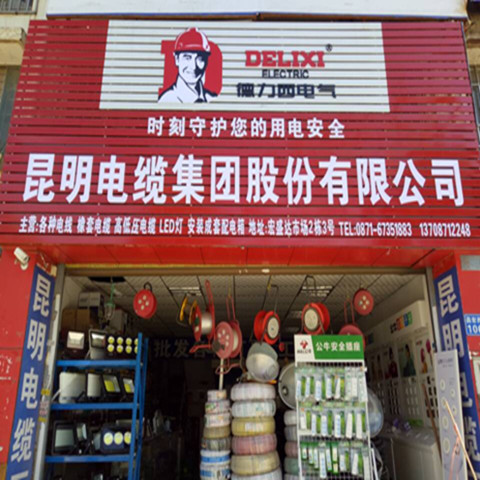 DELIXI
ELECTRIC
德力西电气
时刻守护您的用电安全
昆明电缆集团股份有限公司
主营:各种电线 橡套电缆 高低压电缆 LED灯 安装成套配电箱 地址:宏盛达市场2栋3号 TEL:0871-67351883 13708712248
昆明电缆
昆明电缆
批发
公牛安全插座